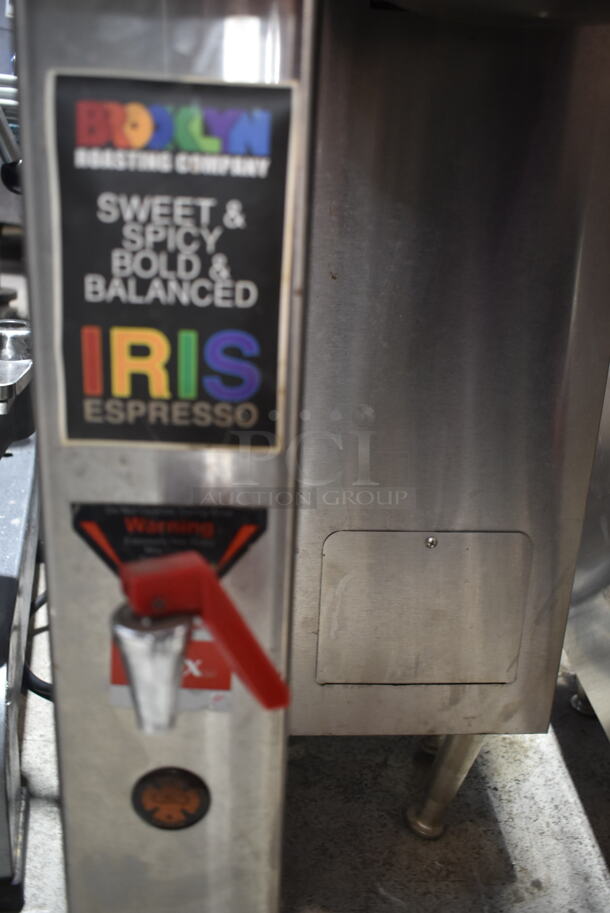 BROOKLYN
ROASTING COMPANY
SWEET &
SPICY
BOLD &
BALANCED
IRIS
ESPRESSO
PCI
AUCTION GROUP
Warning
X